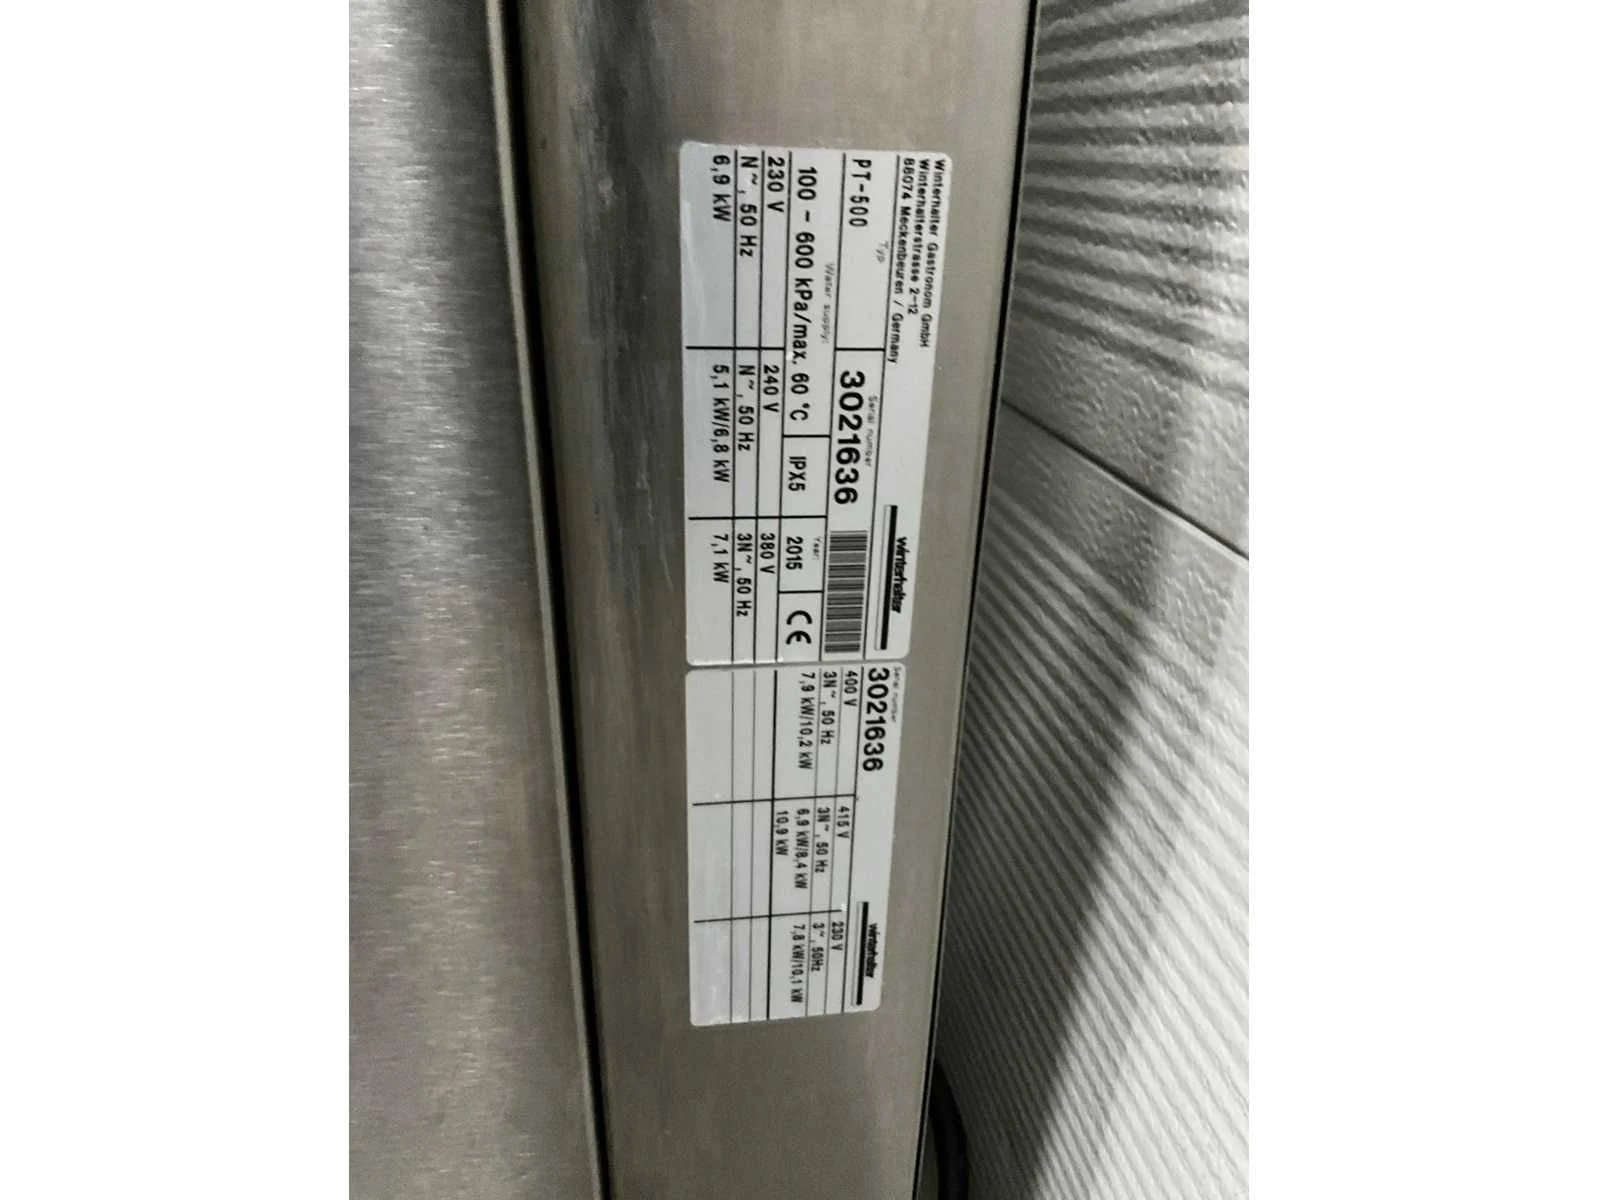 Winterhalter Gastronom GmbH
Winterhalterstrasse 2-12
88074 Meckenbeuren / Germany
winterhalter
Typ
Serial number
PT-500
3021636
Water supply:
Year:
100 - 600 kPa/max. 60 °C
IPX5
2015
CE
230 V
240 V
380 V
N~, 50 Hz
N~, 50 Hz
3N~, 50 Hz
6,9 kW
5,1 kW/6,8 kW
7,1 kW
Serial number
3021636
winterhalter
400 V
415 V
230 V
3N~, 50 Hz
3N~, 50 Hz
3~, 50Hz
7,9 kW/10,2 kW
6,9 kW/8,4 kW
7,8 kW/10,1 kW
10,9 kW